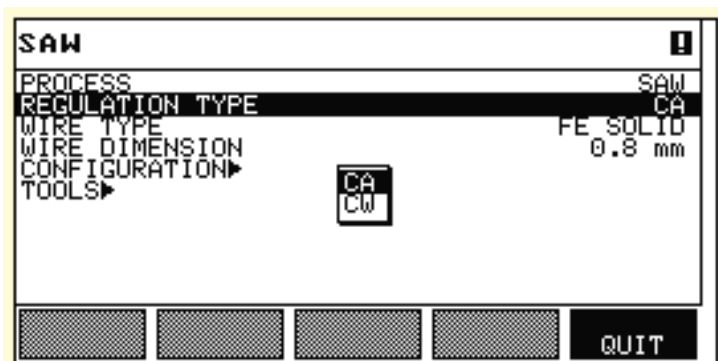 SAW
!
PROCESS SAW
REGULATION TYPE CA
WIRE TYPE FE SOLID
WIRE DIMENSION 0.8 mm
CONFIGURATION▶
TOOLS▶
CA
CW
QUIT